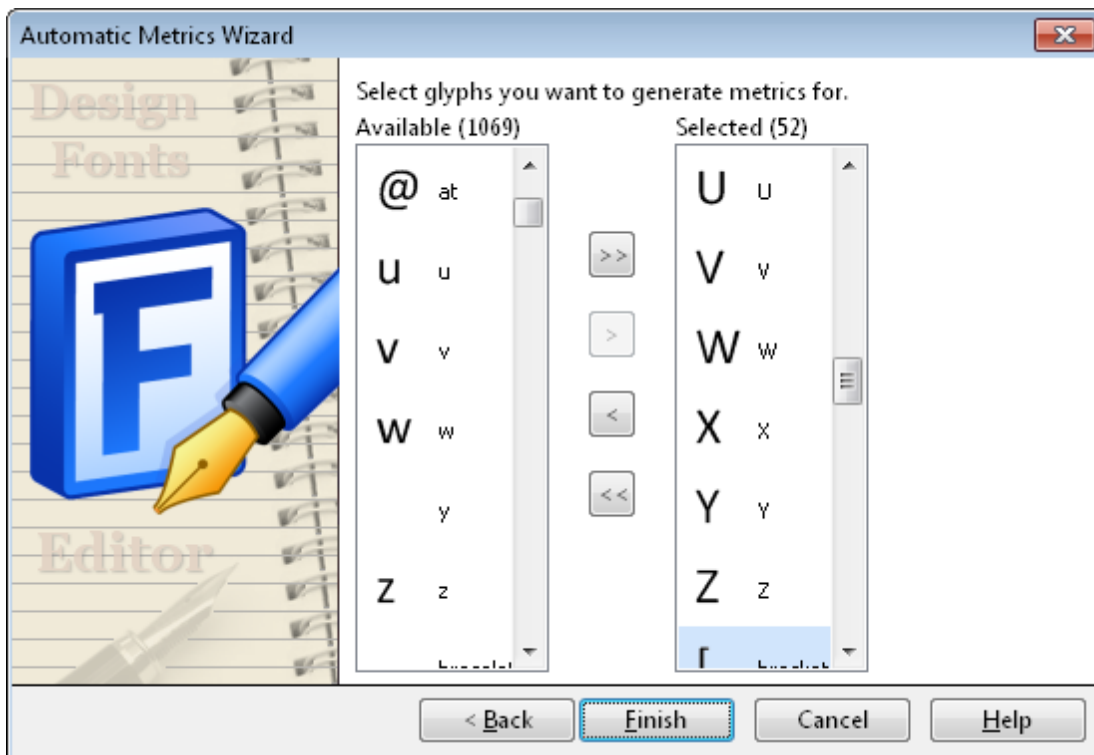 Automatic Metrics Wizard
Design
Fonts
F
Editor
Select glyphs you want to generate metrics for.
Available (1069)
@ at
u u
v v
w w
y
z z
>>
>
<
<<
Selected (52)
U U
V V
W W
X X
Y Y
Z Z
[
< Back
Finish
Cancel
Help